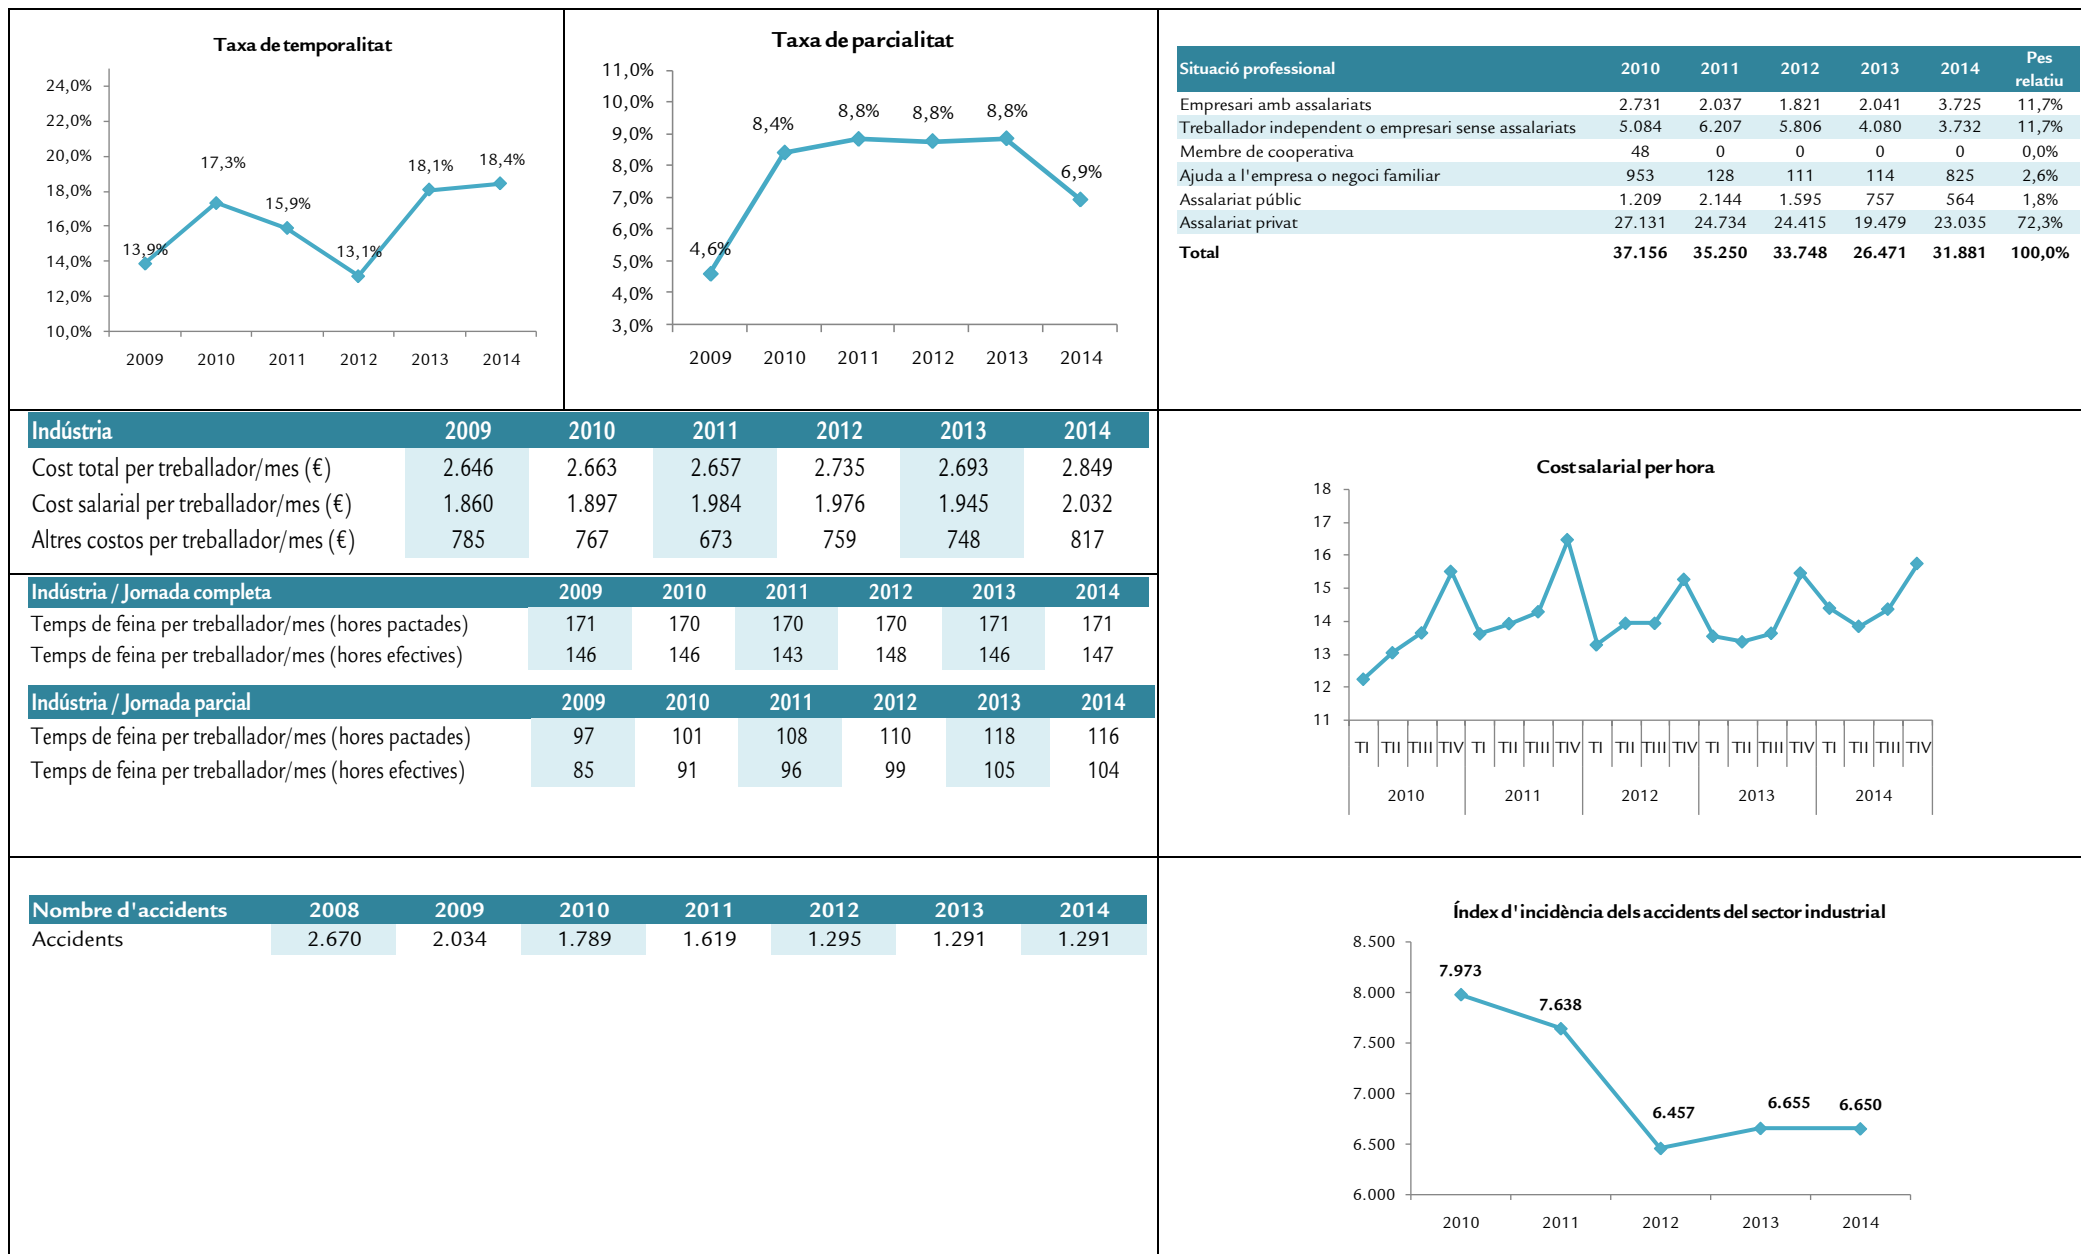 Taxa de temporalitat
24,0%
22,0%
20,0%
18,0%
16,0%
14,0%
12,0%
10,0%
13,9%
17,3%
15,9%
13,1%
18,1%
18,4%
2009 2010 2011 2012 2013 2014
Taxa de parcialitat
11,0%
10,0%
9,0%
8,0%
7,0%
6,0%
5,0%
4,0%
3,0%
4,6%
8,4%
8,8%
8,8%
8,8%
6,9%
2009 2010 2011 2012 2013 2014
Situació professional 2010 2011 2012 2013 2014 Pes relatiu
Empresari amb assalariats 2.731 2.037 1.821 2.041 3.725 11,7%
Treballador independent o empresari sense assalariats 5.084 6.207 5.806 4.080 3.732 11,7%
Membre de cooperativa 48 0 0 0 0 0,0%
Ajuda a l'empresa o negoci familiar 953 128 111 114 825 2,6%
Assalariat públic 1.209 2.144 1.595 757 564 1,8%
Assalariat privat 27.131 24.734 24.415 19.479 23.035 72,3%
Total 37.156 35.250 33.748 26.471 31.881 100,0%
Indústria 2009 2010 2011 2012 2013 2014
Cost total per treballador/mes (€) 2.646 2.663 2.657 2.735 2.693 2.849
Cost salarial per treballador/mes (€) 1.860 1.897 1.984 1.976 1.945 2.032
Altres costos per treballador/mes (€) 785 767 673 759 748 817
Indústria / Jornada completa 2009 2010 2011 2012 2013 2014
Temps de feina per treballador/mes (hores pactades) 171 170 170 170 171 171
Temps de feina per treballador/mes (hores efectives) 146 146 143 148 146 147
Indústria / Jornada parcial 2009 2010 2011 2012 2013 2014
Temps de feina per treballador/mes (hores pactades) 97 101 108 110 118 116
Temps de feina per treballador/mes (hores efectives) 85 91 96 99 105 104
Cost salarial per hora
18
17
16
15
14
13
12
11
TI TII TIII TIV TI TII TIII TIV TI TII TIII TIV TI TII TIII TIV TI TII TIII TIV
2010 2011 2012 2013 2014
Nombre d'accidents 2008 2009 2010 2011 2012 2013 2014
Accidents 2.670 2.034 1.789 1.619 1.295 1.291 1.291
Índex d'incidència dels accidents del sector industrial
8.500
8.000
7.500
7.000
6.500
6.000
7.973
7.638
6.457
6.655
6.650
2010 2011 2012 2013 2014